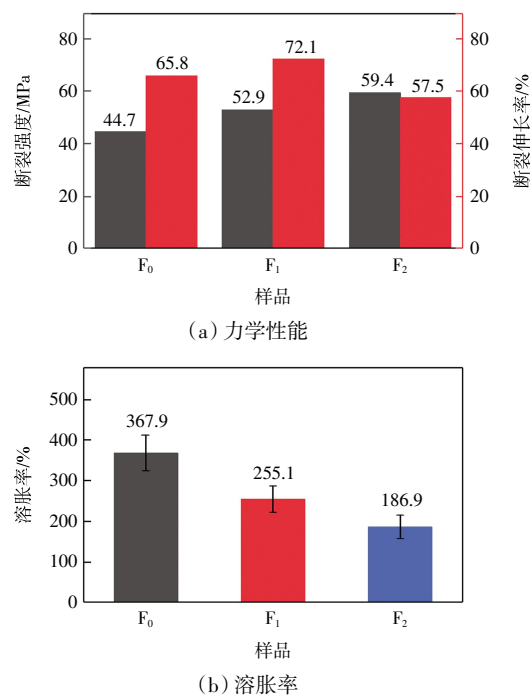 80
60
40
20
0
断裂强度/MPa
44.7
65.8
52.9
72.1
59.4
57.5
80
60
40
20
0
断裂伸长率/%
F₀
F₁
F₂
样品
(a)力学性能
500
400
300
200
100
0
溶胀率/%
367.9
255.1
186.9
F₀
F₁
F₂
样品
(b)溶胀率